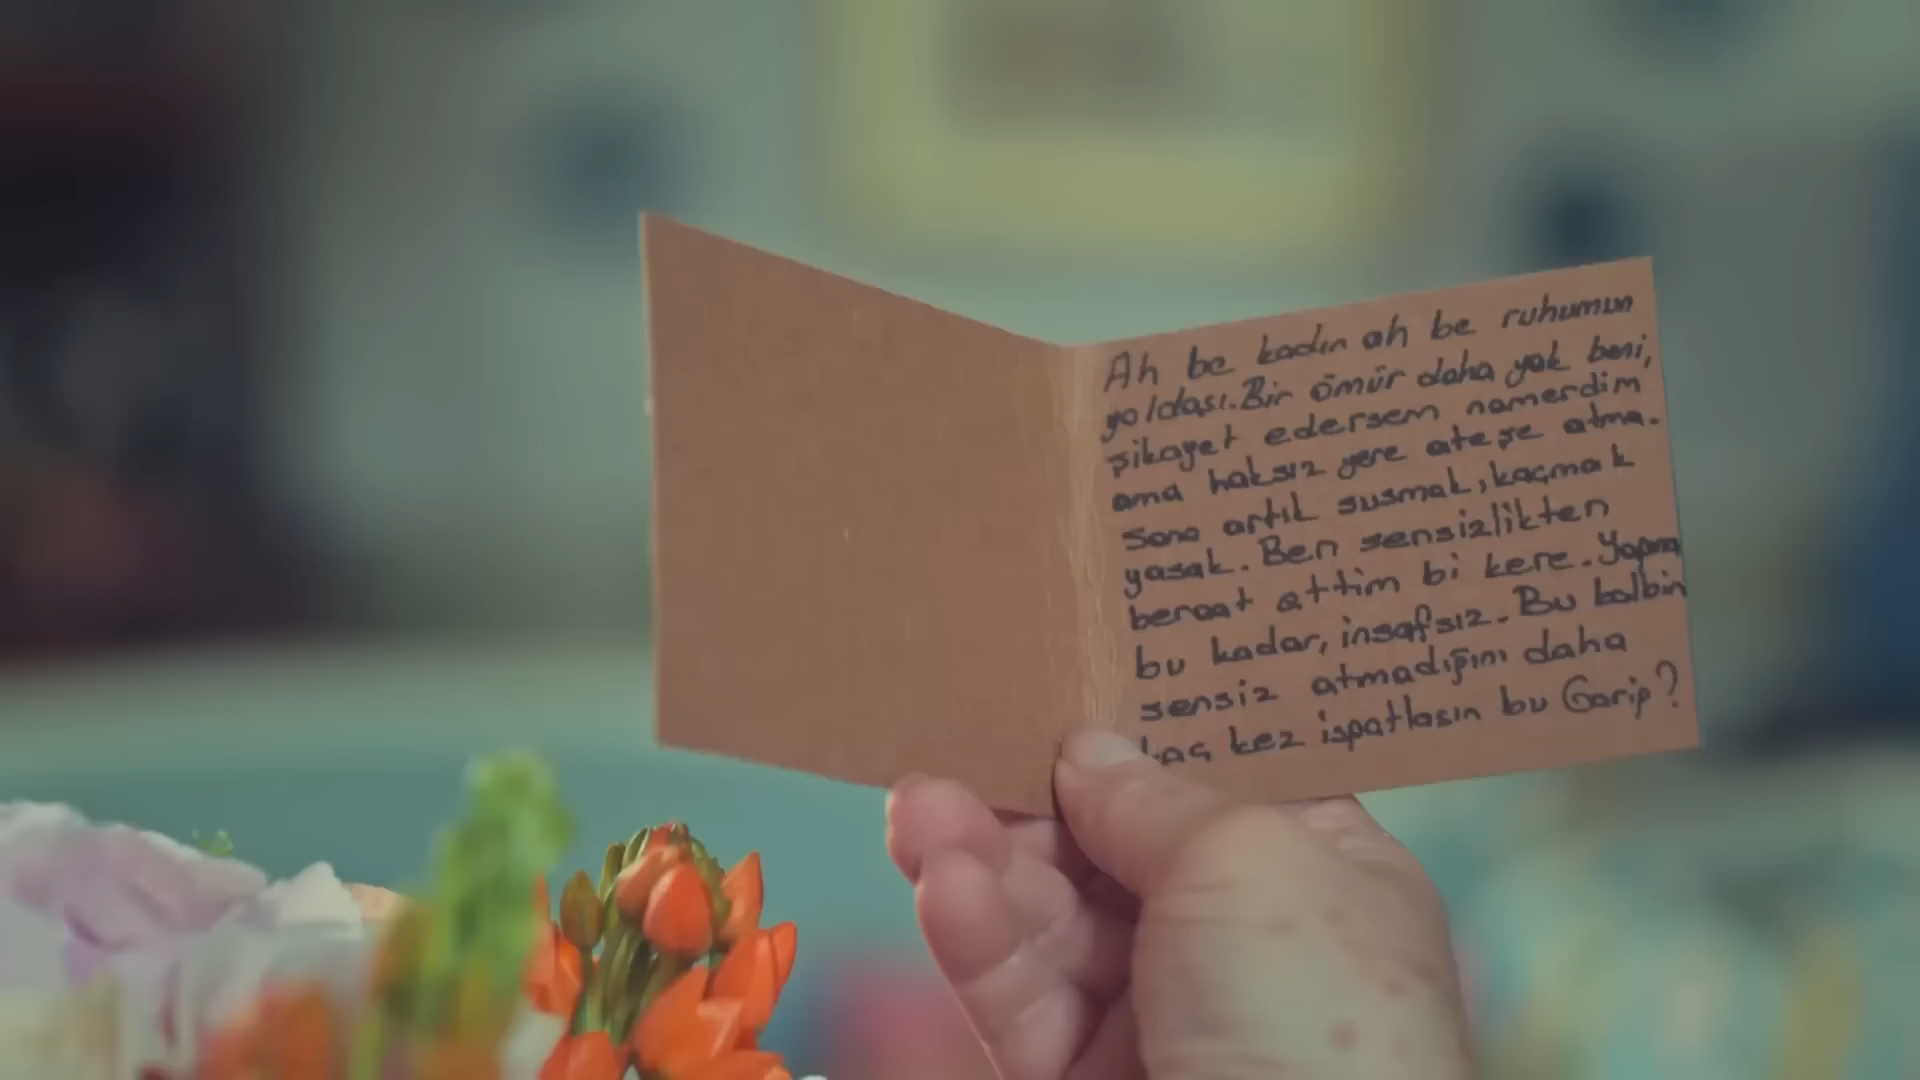 Ah be kadın ah be ruhumun
yoldaşı. Bir ömür daha yak beni,
şikayet edersem namerdim
ama haksız yere ateşe atma.
Sana artık susmak, kaçmak
yasak. Ben sensizlikten
beraat attim bi kere. Yapma
bu kadar, insafsız. Bu kalbin
sensiz atmadığını daha
kaç kez ispatlasın bu Garip?